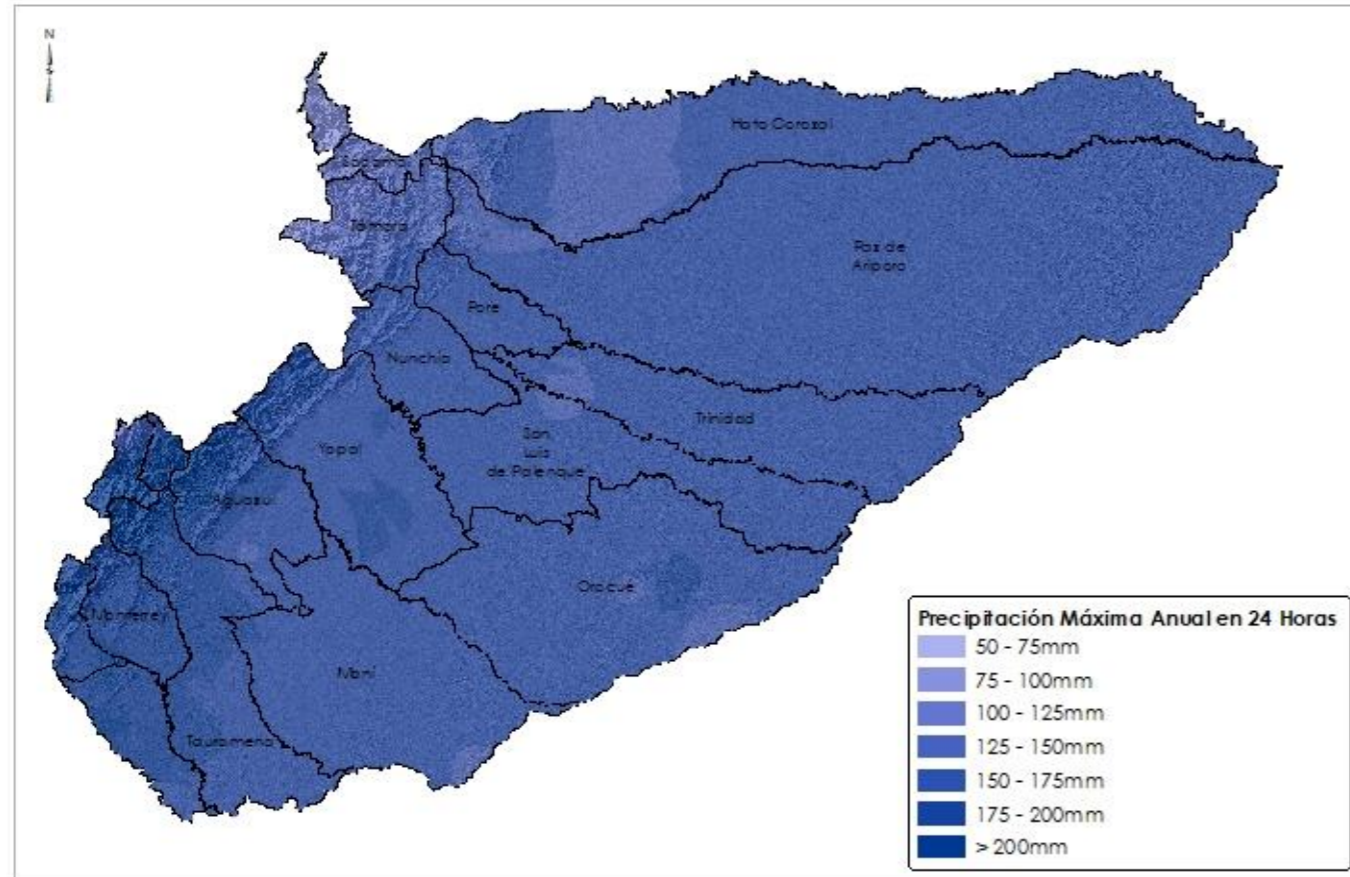 N
Hato Corozal
Sacama
Támara
Paz de
Ariporo
Pore
Nunchía
Trinidad
San
Luis
de Palenque
Yopal
Aguazul
Orocué
Monterrey
Maní
Tauramena
Precipitación Máxima Anual en 24 Horas
50 - 75mm
75 - 100mm
100 - 125mm
125 - 150mm
150 - 175mm
175 - 200mm
> 200mm